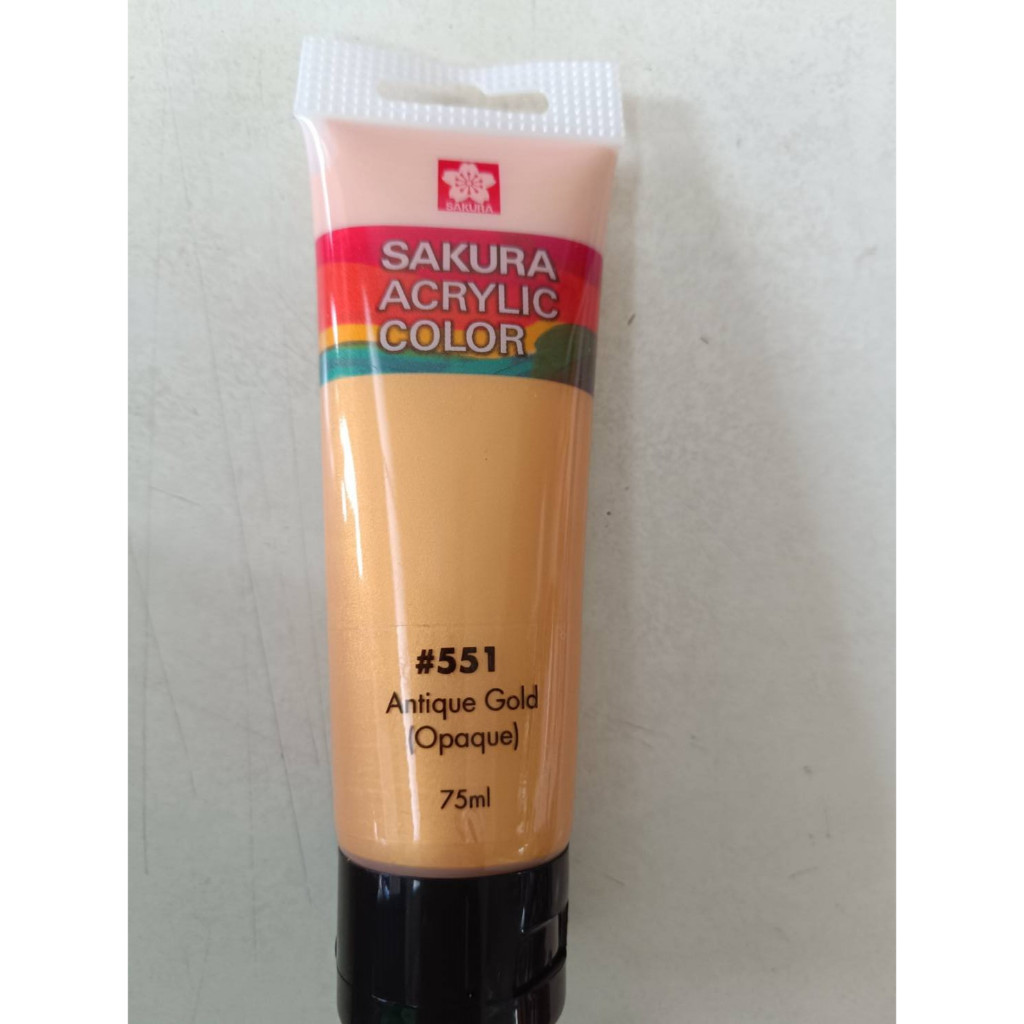 SAKURA
SAKURA
ACRYLIC
COLOR
#551
Antique Gold
(Opaque)
75ml